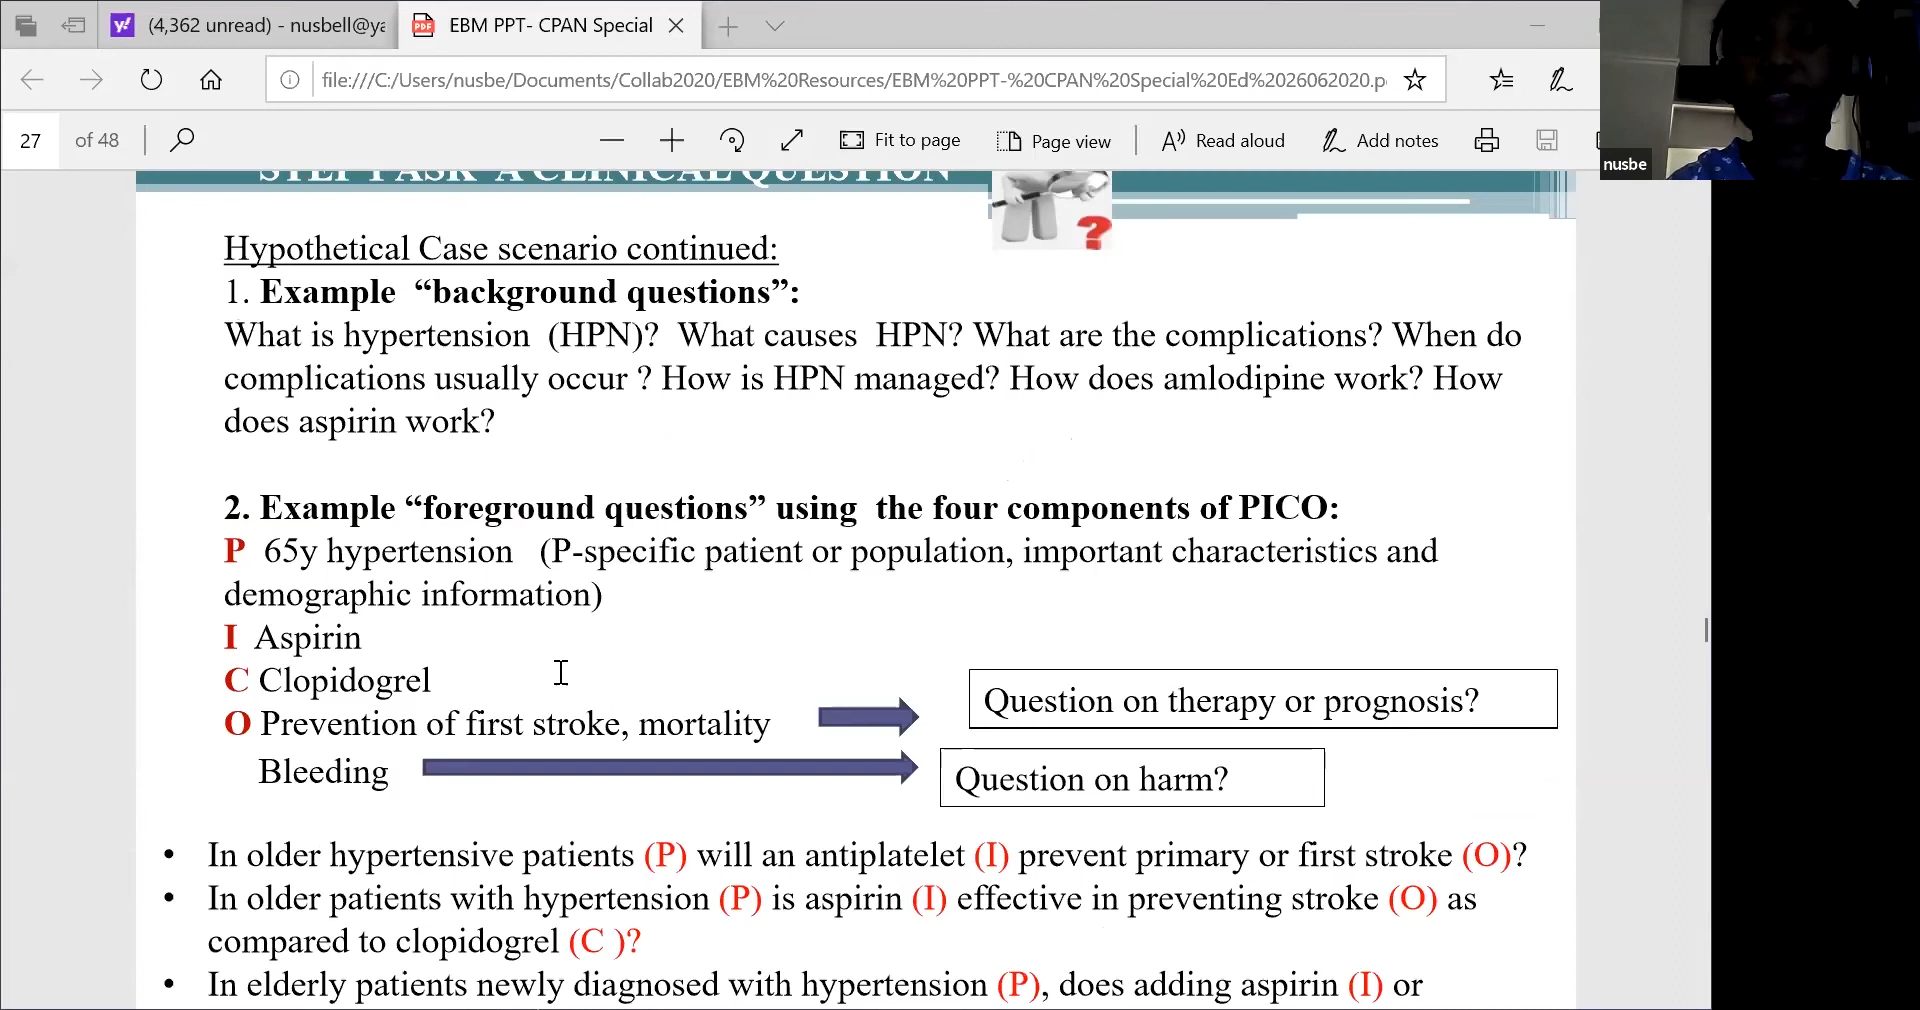 (4,362 unread) - nusbell@ya
PDF
EBM PPT- CPAN Special
file:///C:/Users/nusbe/Documents/Collab2020/EBM%20Resources/EBM%20PPT-%20CPAN%20Special%20Ed%2026062020.p
27 of 48
Fit to page
Page view
Read aloud
Add notes
nusbe
STEP 1 ASK A CLINICAL QUESTION
?
Hypothetical Case scenario continued:
1. Example “background questions”:
What is hypertension (HPN)? What causes HPN? What are the complications? When do
complications usually occur ? How is HPN managed? How does amlodipine work? How
does aspirin work?
2. Example “foreground questions” using the four components of PICO:
P 65y hypertension (P-specific patient or population, important characteristics and
demographic information)
I Aspirin
C Clopidogrel
O Prevention of first stroke, mortality
Question on therapy or prognosis?
Bleeding
Question on harm?
• In older hypertensive patients (P) will an antiplatelet (I) prevent primary or first stroke (O)?
• In older patients with hypertension (P) is aspirin (I) effective in preventing stroke (O) as
compared to clopidogrel (C )?
• In elderly patients newly diagnosed with hypertension (P), does adding aspirin (I) or